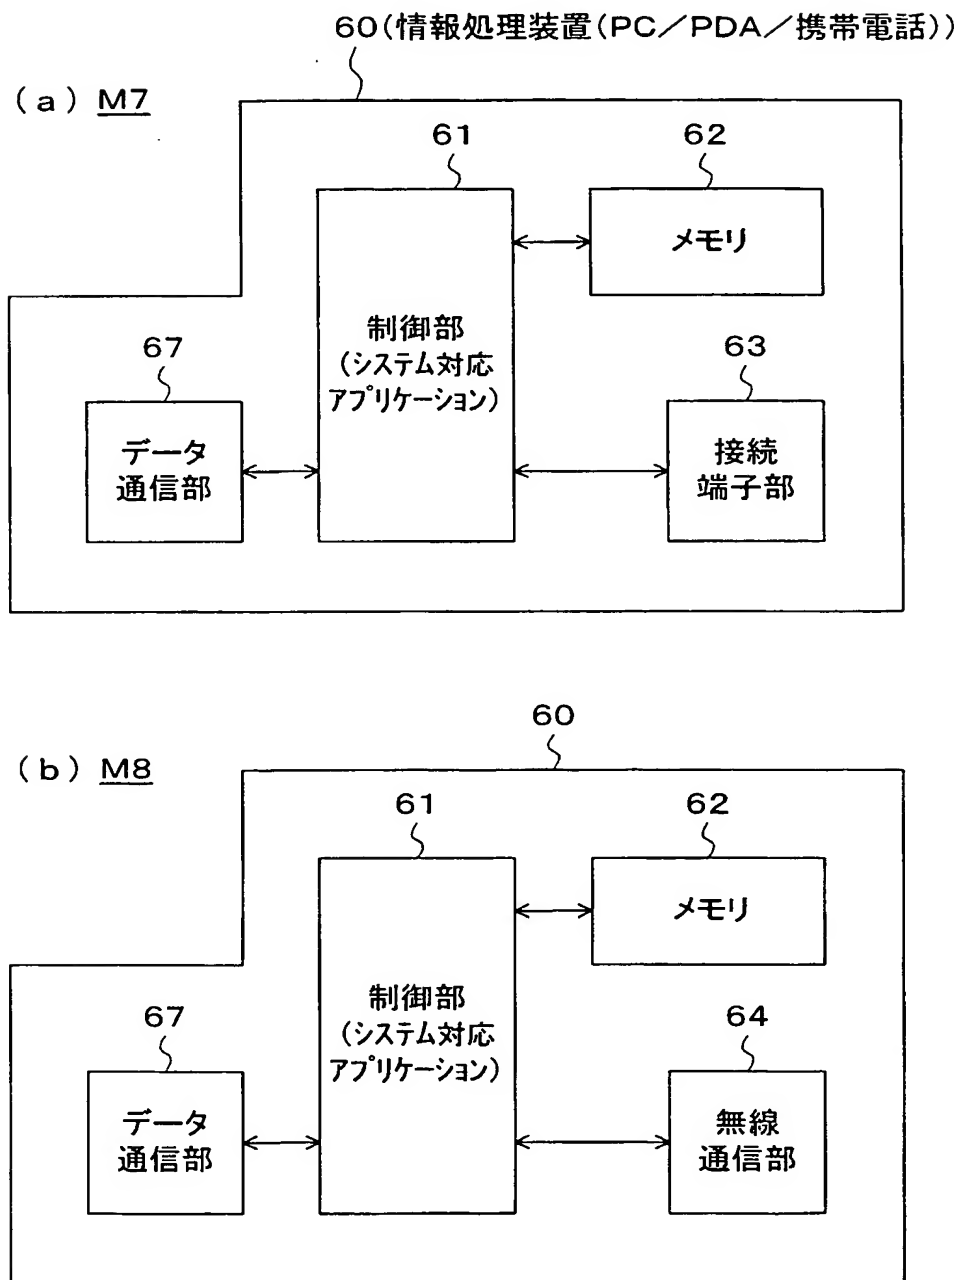 60(情報処理装置(PC/PDA/携帯電話))
(a) M7
61
62
メモリ
制御部
(システム対応
アプリケーション)
67
データ
通信部
63
接続
端子部
60
(b) M8
61
62
メモリ
制御部
(システム対応
アプリケーション)
67
データ
通信部
64
無線
通信部